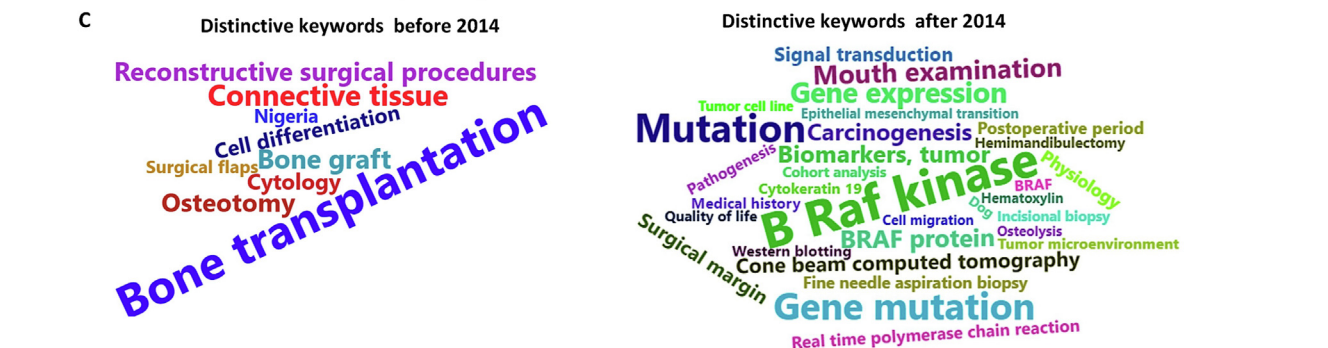 C
Distinctive keywords before 2014
Reconstructive surgical procedures
Connective tissue
Nigeria
Cell differentiation
Surgical flaps
Bone graft
Cytology
Osteotomy
Bone transplantation
Distinctive keywords after 2014
Signal transduction
Mouth examination
Gene expression
Tumor cell line
Epithelial mesenchymal transition
Mutation
Carcinogenesis
Postoperative period
Hemimandibulectomy
Pathogenesis
Biomarkers, tumor
Cohort analysis
Physiology
Cytokeratin 19
B Raf kinase
BRAF
Hematoxylin
Medical history
Dog
Quality of life
Cell migration
Incisional biopsy
Surgical margin
BRAF protein
Osteolysis
Tumor microenvironment
Western blotting
Cone beam computed tomography
Fine needle aspiration biopsy
Gene mutation
Real time polymerase chain reaction